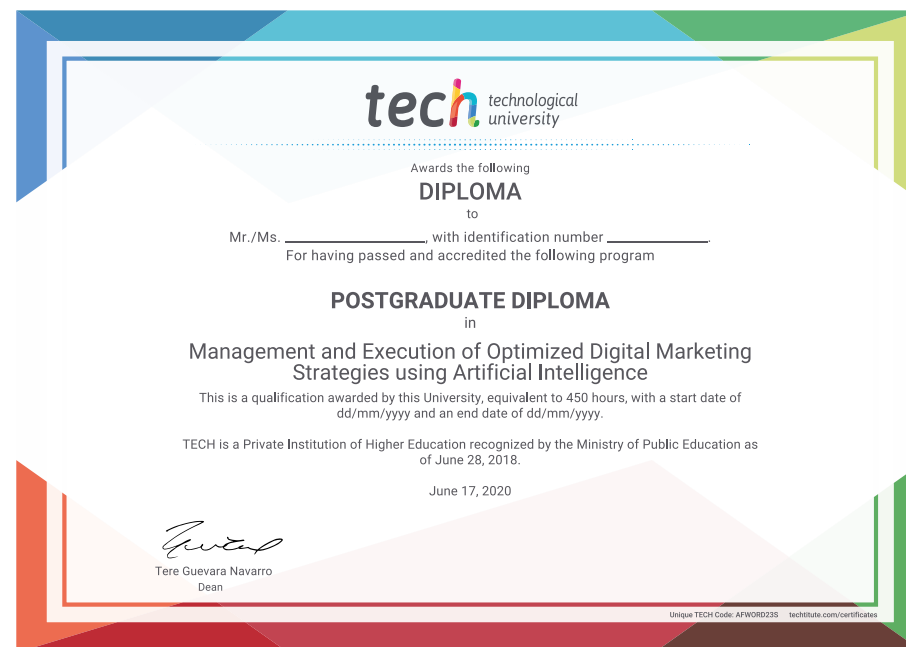 tech technological
university
Awards the following
DIPLOMA
to
Mr./Ms. ____________________, with identification number ______________.
For having passed and accredited the following program
POSTGRADUATE DIPLOMA
in
Management and Execution of Optimized Digital Marketing
Strategies using Artificial Intelligence
This is a qualification awarded by this University, equivalent to 450 hours, with a start date of
dd/mm/yyyy and an end date of dd/mm/yyyy.
TECH is a Private Institution of Higher Education recognized by the Ministry of Public Education as
of June 28, 2018.
June 17, 2020
Tere Guevara Navarro
Dean
Unique TECH Code: AFWORD23S techtitute.com/certificates